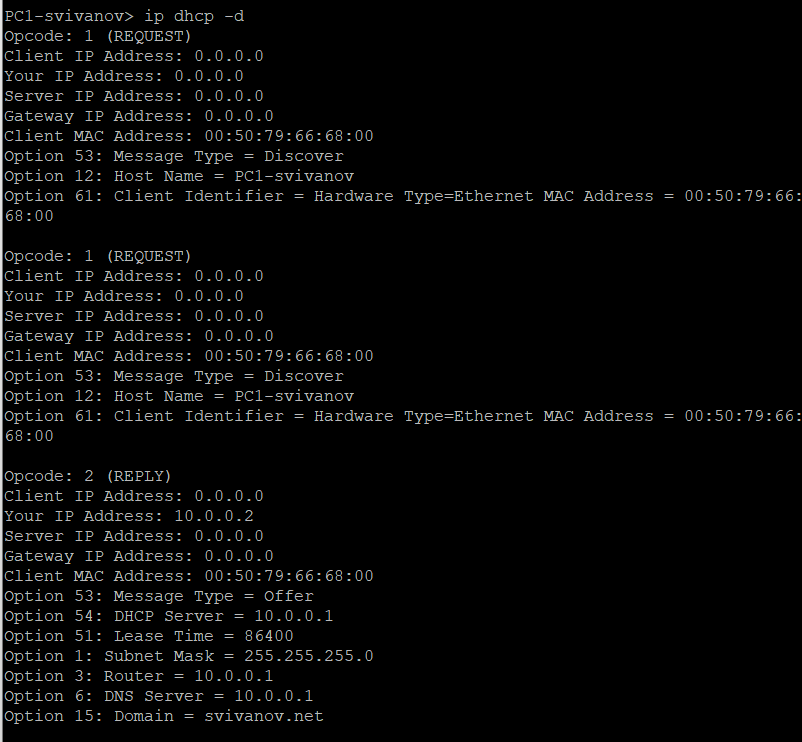 PC1-svivanov> ip dhcp -d
Opcode: 1 (REQUEST)
Client IP Address: 0.0.0.0
Your IP Address: 0.0.0.0
Server IP Address: 0.0.0.0
Gateway IP Address: 0.0.0.0
Client MAC Address: 00:50:79:66:68:00
Option 53: Message Type = Discover
Option 12: Host Name = PC1-svivanov
Option 61: Client Identifier = Hardware Type=Ethernet MAC Address = 00:50:79:66:
68:00

Opcode: 1 (REQUEST)
Client IP Address: 0.0.0.0
Your IP Address: 0.0.0.0
Server IP Address: 0.0.0.0
Gateway IP Address: 0.0.0.0
Client MAC Address: 00:50:79:66:68:00
Option 53: Message Type = Discover
Option 12: Host Name = PC1-svivanov
Option 61: Client Identifier = Hardware Type=Ethernet MAC Address = 00:50:79:66:
68:00

Opcode: 2 (REPLY)
Client IP Address: 0.0.0.0
Your IP Address: 10.0.0.2
Server IP Address: 0.0.0.0
Gateway IP Address: 0.0.0.0
Client MAC Address: 00:50:79:66:68:00
Option 53: Message Type = Offer
Option 54: DHCP Server = 10.0.0.1
Option 51: Lease Time = 86400
Option 1: Subnet Mask = 255.255.255.0
Option 3: Router = 10.0.0.1
Option 6: DNS Server = 10.0.0.1
Option 15: Domain = svivanov.net